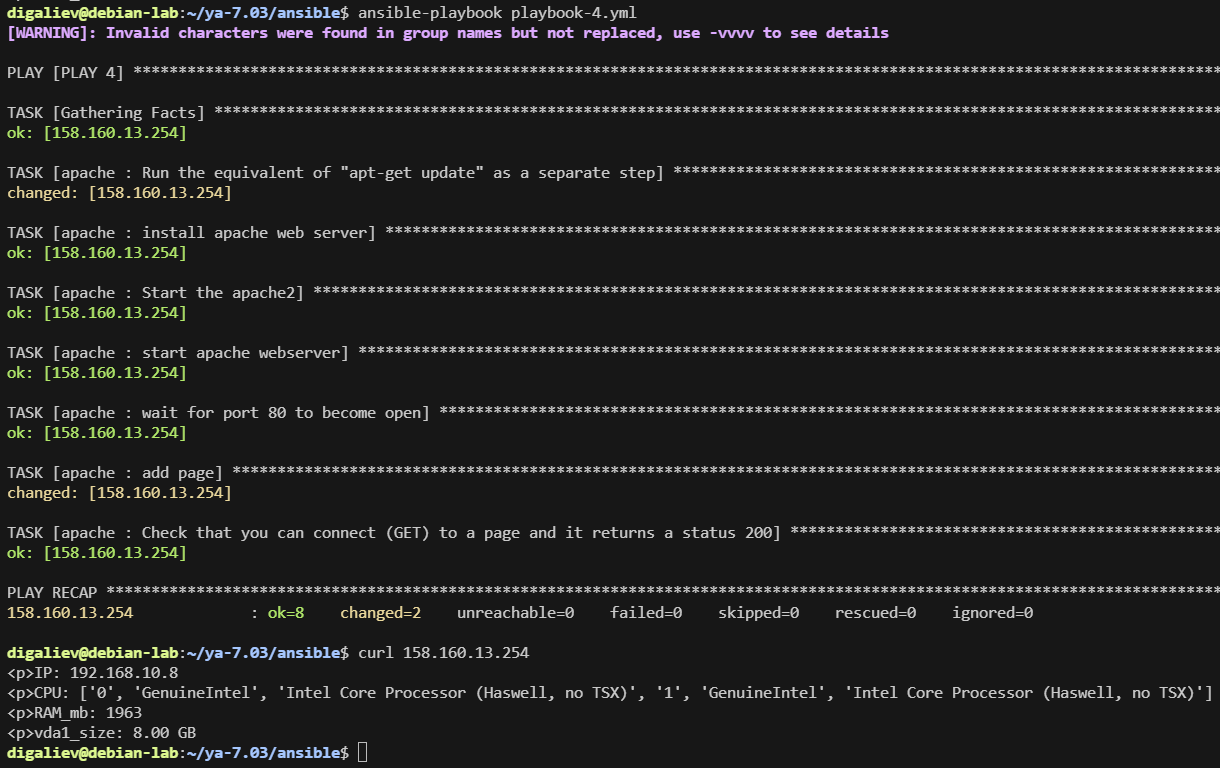 digaliev@debian-lab:~/ya-7.03/ansible$ ansible-playbook playbook-4.yml
[WARNING]: Invalid characters were found in group names but not replaced, use -vvvv to see details
PLAY [PLAY 4] *************************************************************************************************************************
TASK [Gathering Facts] ****************************************************************************************************************
ok: [158.160.13.254]
TASK [apache : Run the equivalent of "apt-get update" as a separate step] *************************************************************
changed: [158.160.13.254]
TASK [apache : install apache web server] *********************************************************************************************
ok: [158.160.13.254]
TASK [apache : Start the apache2] *****************************************************************************************************
ok: [158.160.13.254]
TASK [apache : start apache webserver] ************************************************************************************************
ok: [158.160.13.254]
TASK [apache : wait for port 80 to become open] ***************************************************************************************
ok: [158.160.13.254]
TASK [apache : add page] **************************************************************************************************************
changed: [158.160.13.254]
TASK [apache : Check that you can connect (GET) to a page and it returns a status 200] ************************************************
ok: [158.160.13.254]
PLAY RECAP ****************************************************************************************************************************
158.160.13.254             : ok=8    changed=2    unreachable=0    failed=0    skipped=0    rescued=0    ignored=0
digaliev@debian-lab:~/ya-7.03/ansible$ curl 158.160.13.254
<p>IP: 192.168.10.8
<p>CPU: ['0', 'GenuineIntel', 'Intel Core Processor (Haswell, no TSX)', '1', 'GenuineIntel', 'Intel Core Processor (Haswell, no TSX)']
<p>RAM_mb: 1963
<p>vda1_size: 8.00 GB
digaliev@debian-lab:~/ya-7.03/ansible$